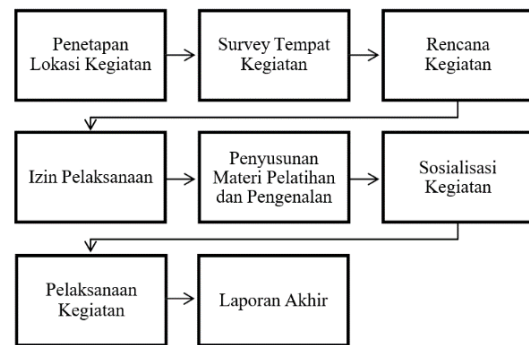 Penetapan
Lokasi Kegiatan
Survey Tempat
Kegiatan
Rencana
Kegiatan
Izin Pelaksanaan
Penyusunan
Materi Pelatihan
dan Pengenalan
Sosialisasi
Kegiatan
Pelaksanaan
Kegiatan
Laporan Akhir